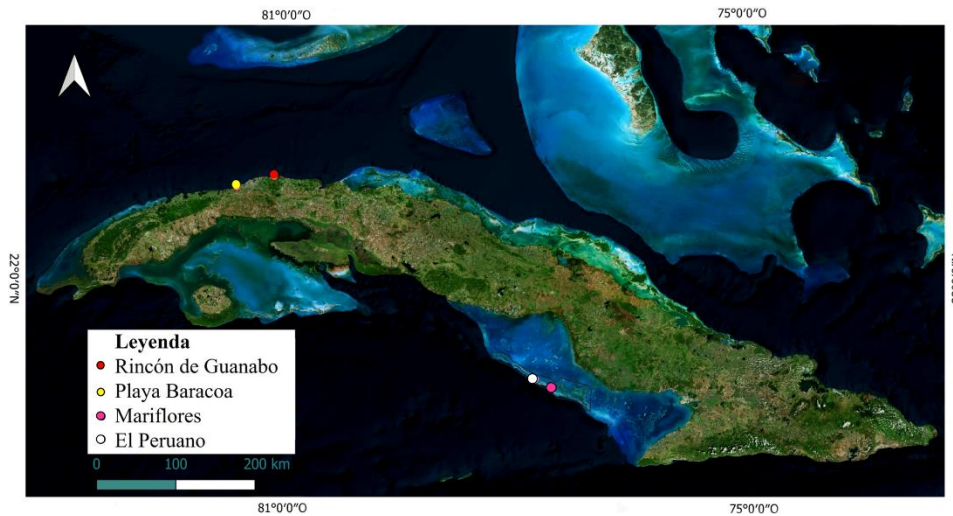 81°0'0"O
75°0'0"O
22°0'0"N
Leyenda
Rincón de Guanabo
Playa Baracoa
Mariflores
El Peruano
0 100 200 km
81°0'0"O
75°0'0"O